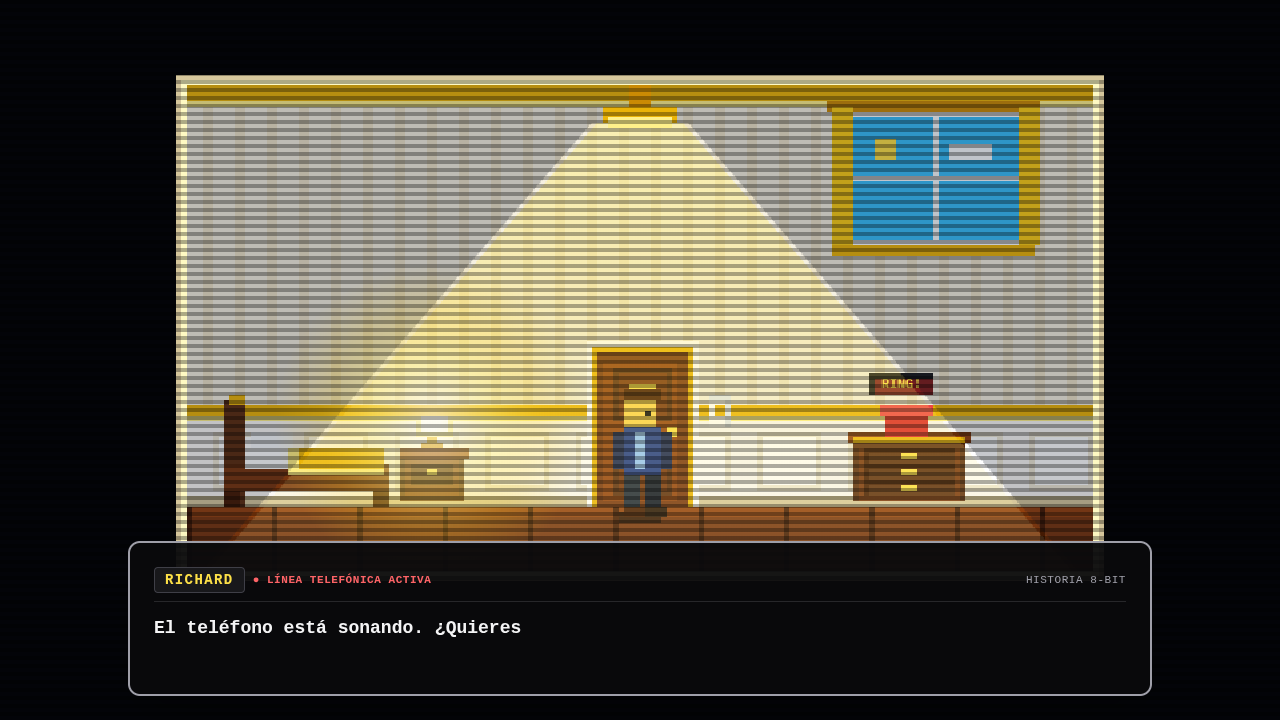 RING!
RICHARD ● LÍNEA TELEFÓNICA ACTIVA HISTORIA 8-BIT
El teléfono está sonando. ¿Quieres